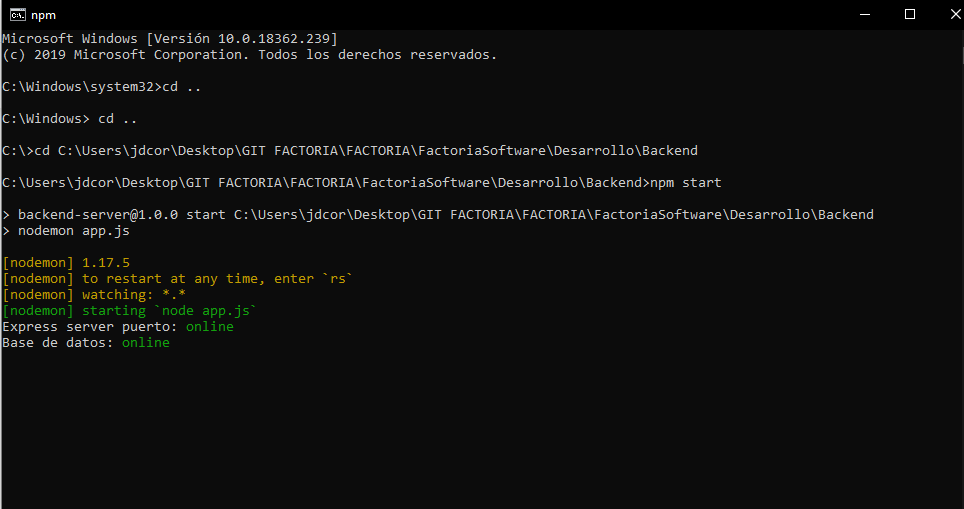 npm
Microsoft Windows [Versión 10.0.18362.239]
(c) 2019 Microsoft Corporation. Todos los derechos reservados.
C:\Windows\system32>cd ..
C:\Windows> cd ..
C:\>cd C:\Users\jdcor\Desktop\GIT FACTORIA\FACTORIA\FactoriaSoftware\Desarrollo\Backend
C:\Users\jdcor\Desktop\GIT FACTORIA\FACTORIA\FactoriaSoftware\Desarrollo\Backend>npm start
> backend-server@1.0.0 start C:\Users\jdcor\Desktop\GIT FACTORIA\FACTORIA\FactoriaSoftware\Desarrollo\Backend
> nodemon app.js
[nodemon] 1.17.5
[nodemon] to restart at any time, enter `rs`
[nodemon] watching: *.*
[nodemon] starting `node app.js`
Express server puerto: online
Base de datos: online